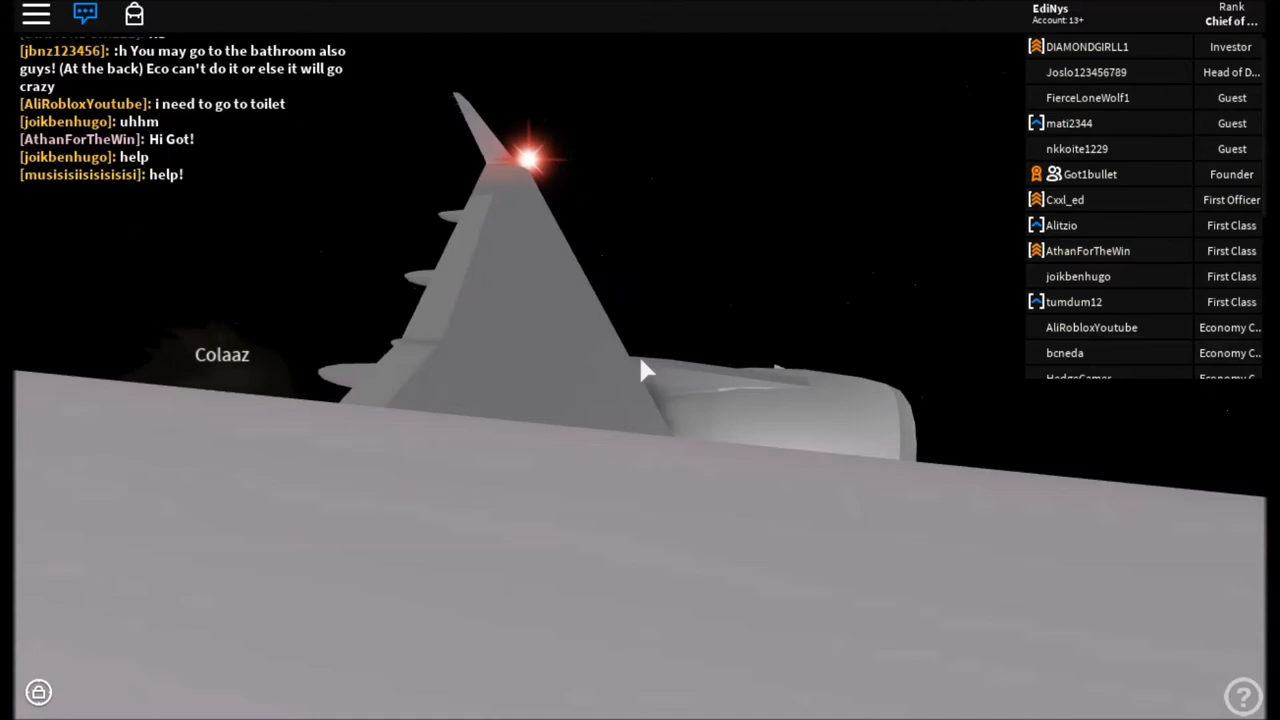 EdiNys
Account: 13+
Rank
Chief of ...
[jbnz123456]: :h You may go to the bathroom also
guys! (At the back) Eco can't do it or else it will go
crazy
[AliRobloxYoutube]: i need to go to toilet
[joikbenhugo]: uhhm
[AthanForTheWin]: Hi Got!
[joikbenhugo]: help
[musisisiisisisisisi]: help!
DIAMONDGIRLL1 Investor
Joslo123456789 Head of D...
FierceLoneWolf1 Guest
mati2344 Guest
nkkoite1229 Guest
Got1bullet Founder
Cxxl_ed First Officer
Alitzio First Class
AthanForTheWin First Class
joikbenhugo First Class
tumdum12 First Class
AliRobloxYoutube Economy C..
bcneda Economy C..
Colaaz
?